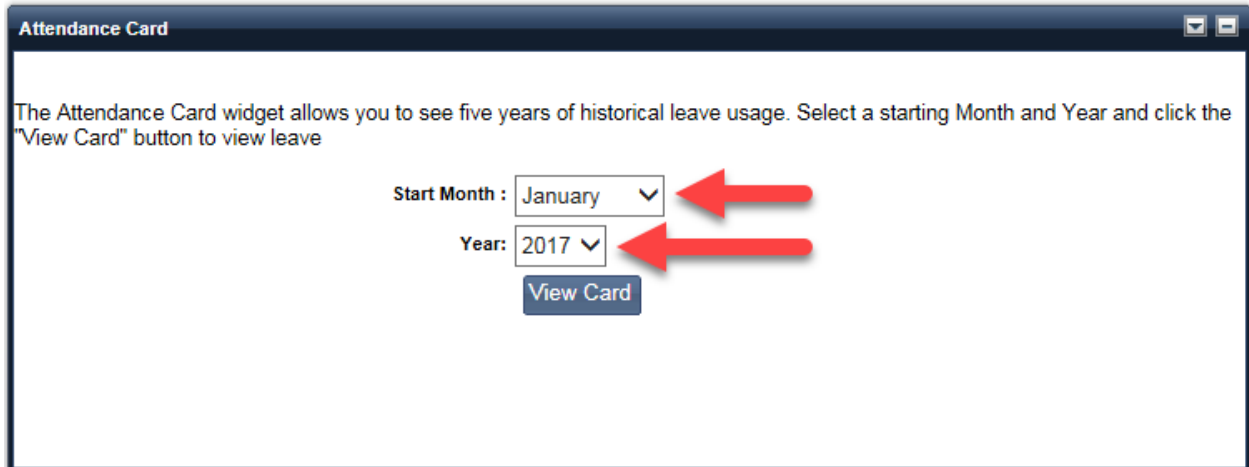 Attendance Card
The Attendance Card widget allows you to see five years of historical leave usage. Select a starting Month and Year and click the
"View Card" button to view leave
Start Month : January
Year: 2017
View Card